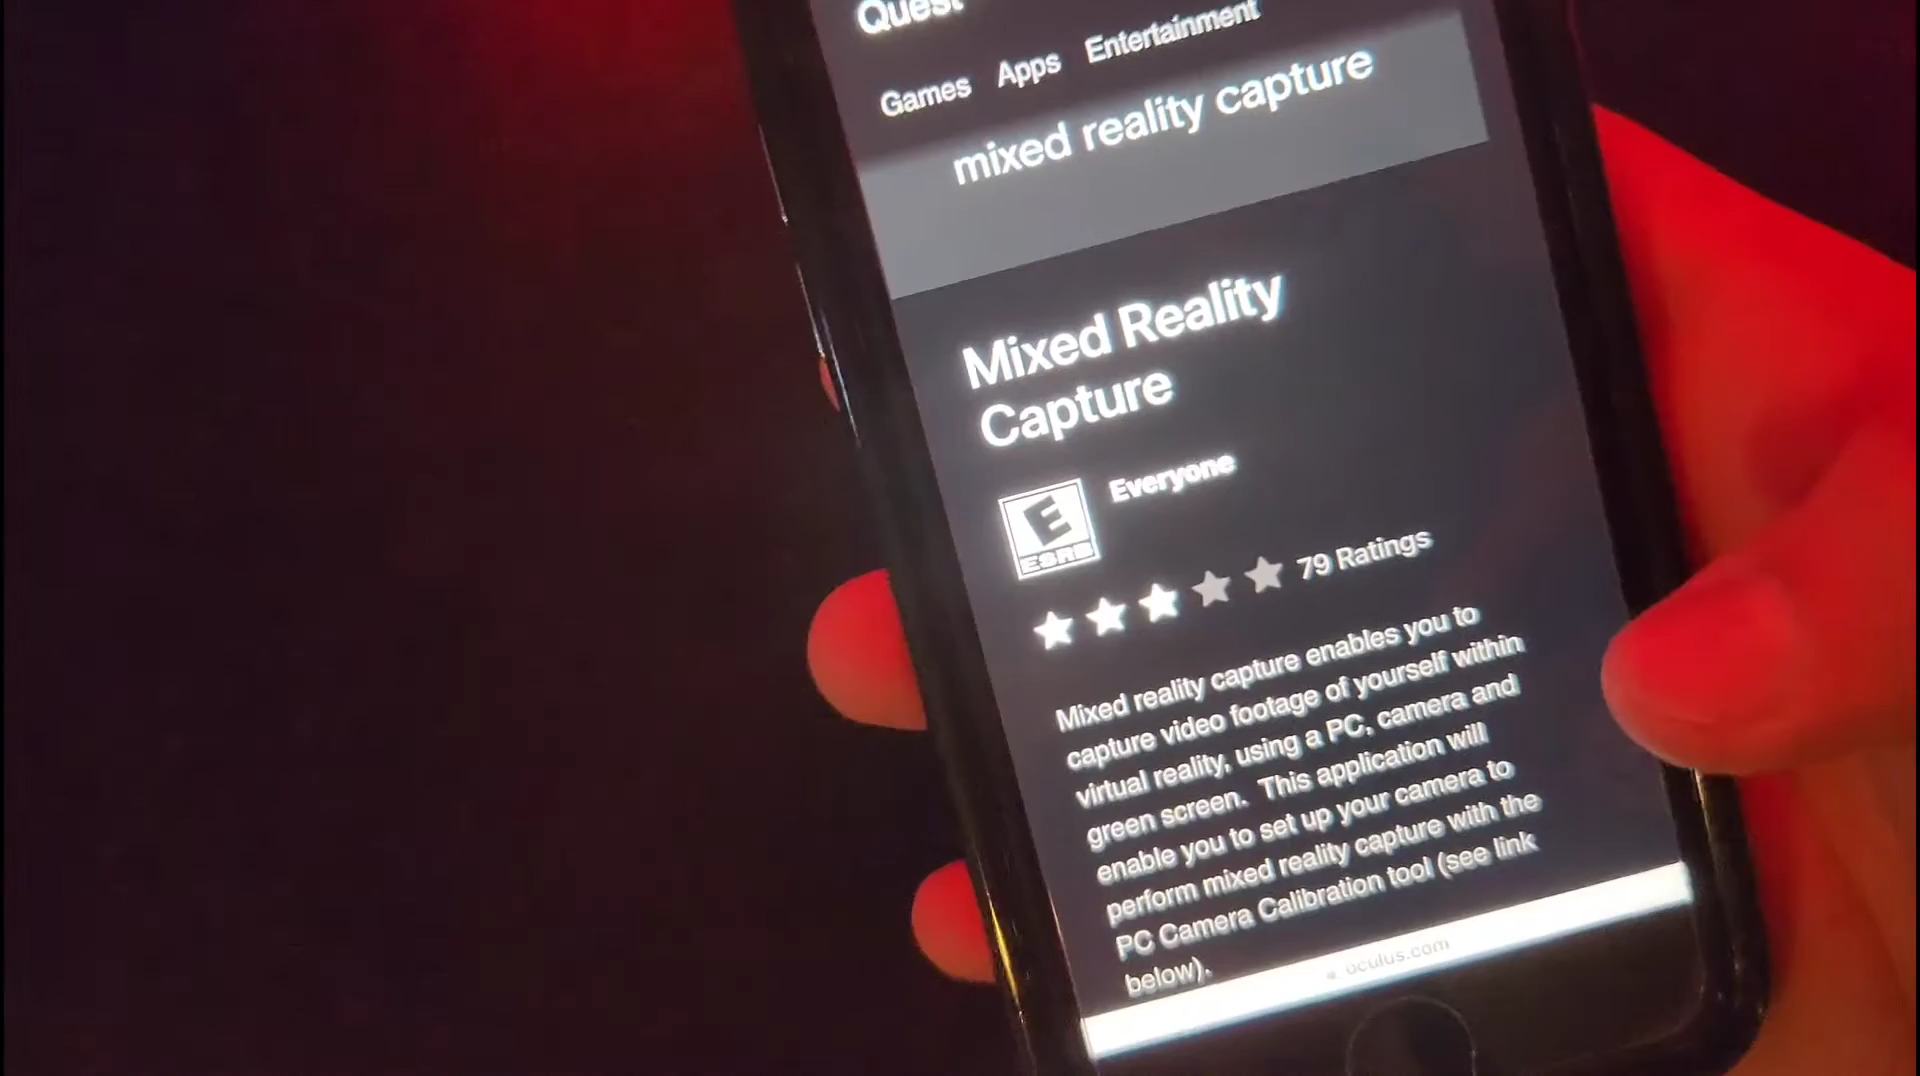 Quest
Games Apps Entertainment
mixed reality capture
Mixed Reality
Capture
Everyone
E
ESRB
79 Ratings
Mixed reality capture enables you to
capture video footage of yourself within
virtual reality, using a PC, camera and
green screen. This application will
enable you to set up your camera to
perform mixed reality capture with the
PC Camera Calibration tool (see link
below).
oculus.com